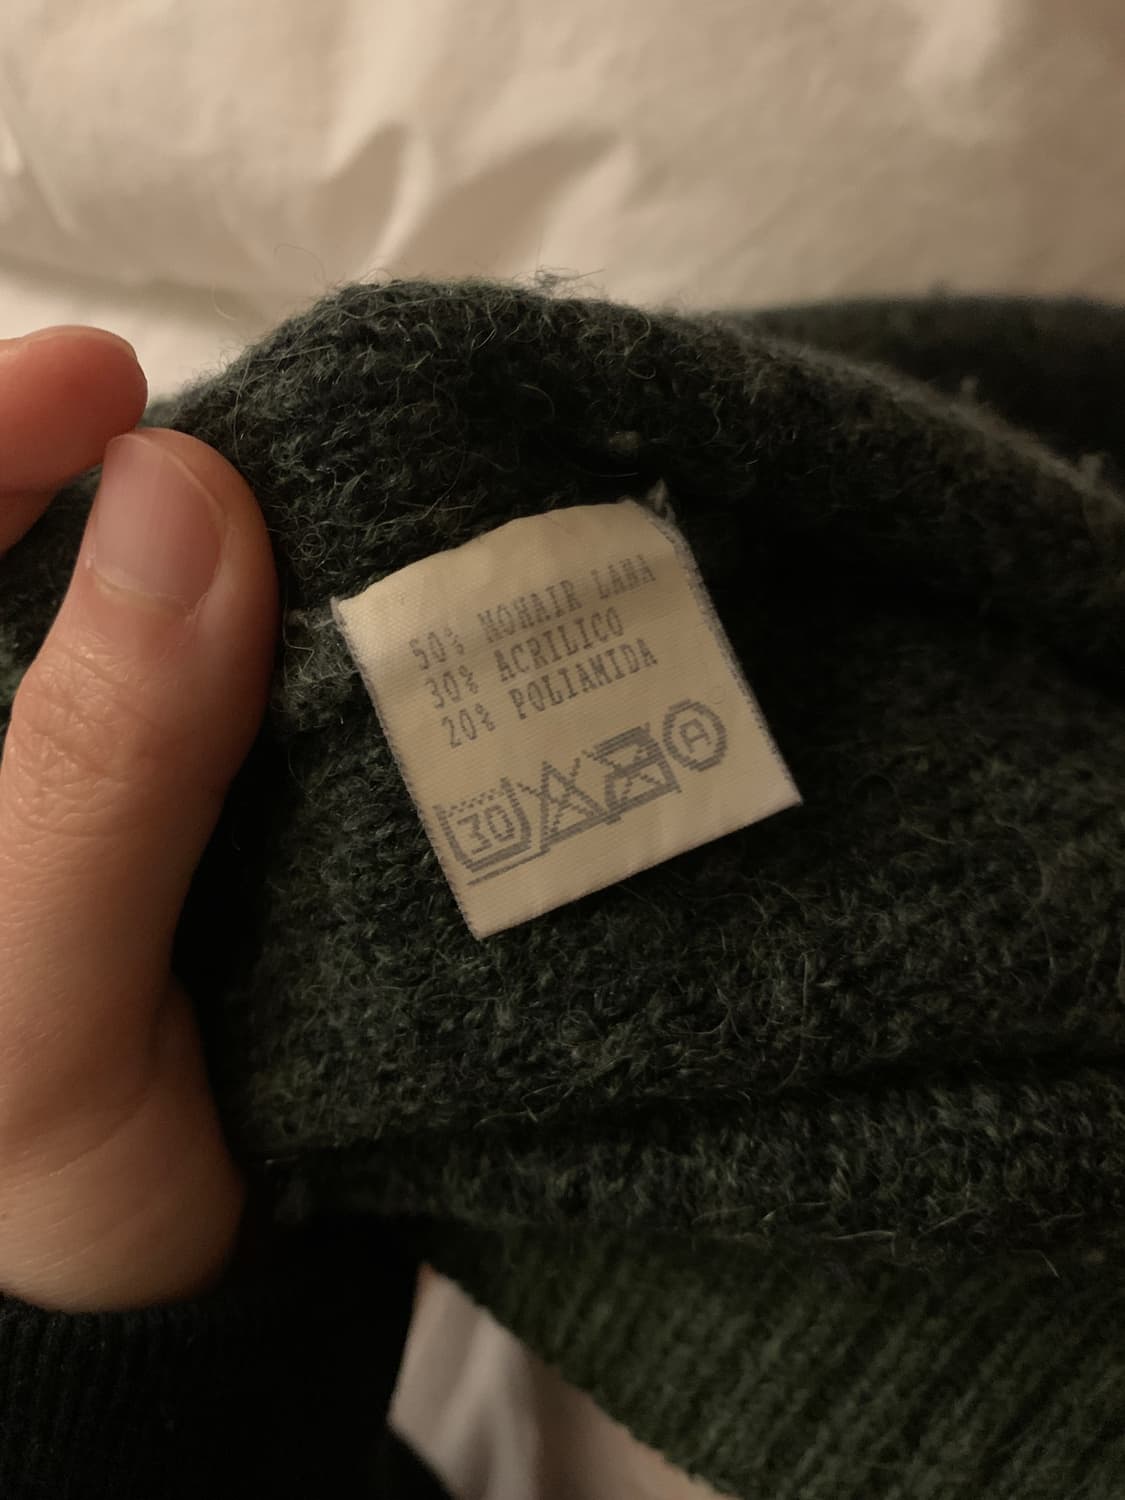 50% MOHAIR LANA
30% ACRILICO
20% POLIAMIDA
30 A